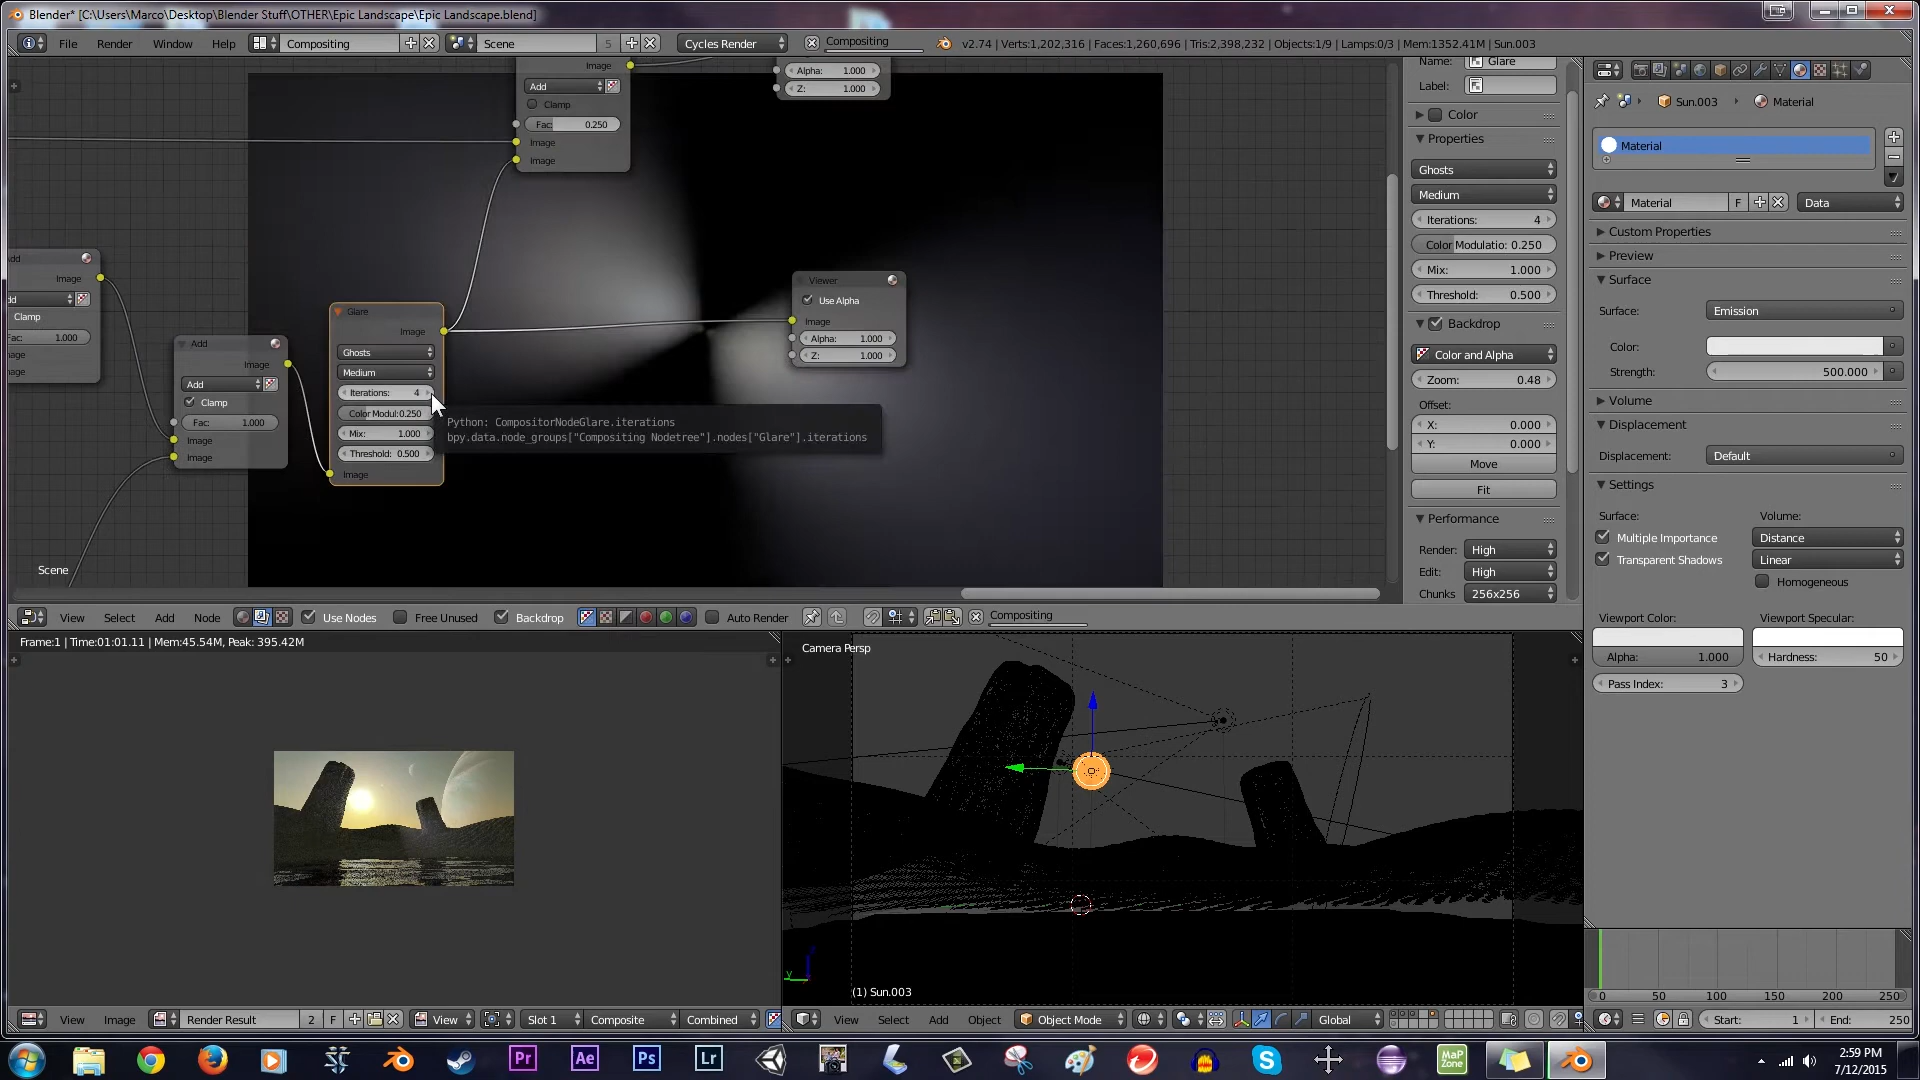 Blender* [C:\Users\Marco\Desktop\Blender Stuff\OTHER\Epic Landscape\Epic Landscape.blend]
File Render Window Help Compositing Scene 5 Cycles Render Compositing v2.74 | Verts:1,202,316 | Faces:1,260,696 | Tris:2,398,232 | Objects:1/9 | Lamps:0/3 | Mem:1352.41M | Sun.003
Image
Add
Clamp
Fac: 0.250
Image
Image
Alpha: 1.000
Z: 1.000
Image
Clamp
1.000
Add
Image
Add
Clamp
Fac: 1.000
Image
Image
Glare
Image
Ghosts
Medium
Iterations: 4
Color Modul:0.250
Mix: 1.000
Threshold: 0.500
Image
Python: CompositorNodeGlare.iterations
bpy.data.node_groups["Compositing Nodetree"].nodes["Glare"].iterations
Viewer
Use Alpha
Image
Alpha: 1.000
Z: 1.000
Scene
Name: Glare
Label:
Color
Properties
Ghosts
Medium
Iterations: 4
Color Modulatio: 0.250
Mix: 1.000
Threshold: 0.500
Backdrop
Color and Alpha
Zoom: 0.48
Offset:
X: 0.000
Y: 0.000
Move
Fit
Performance
Render: High
Edit: High
Chunks 256x256
Sun.003 Material
Material
Material F Data
Custom Properties
Preview
Surface
Surface: Emission
Color:
Strength: 500.000
Volume
Displacement
Displacement: Default
Settings
Surface: Volume:
Multiple Importance Distance
Transparent Shadows Linear
Homogeneous
Viewport Color: Viewport Specular:
Alpha: 1.000 Hardness: 50
Pass Index: 3
View Select Add Node Use Nodes Free Unused Backdrop Auto Render Compositing
Frame:1 | Time:01:01.11 | Mem:45.54M, Peak: 395.42M
Camera Persp
y
(1) Sun.003
View Image Render Result 2 F View Slot 1 Composite Combined
View Select Add Object Object Mode Global
0 50 100 150 200 250
Start: 1 End: 250
Pr Ae Ps Lr
MaP
ZoNe
2:59 PM
7/12/2015